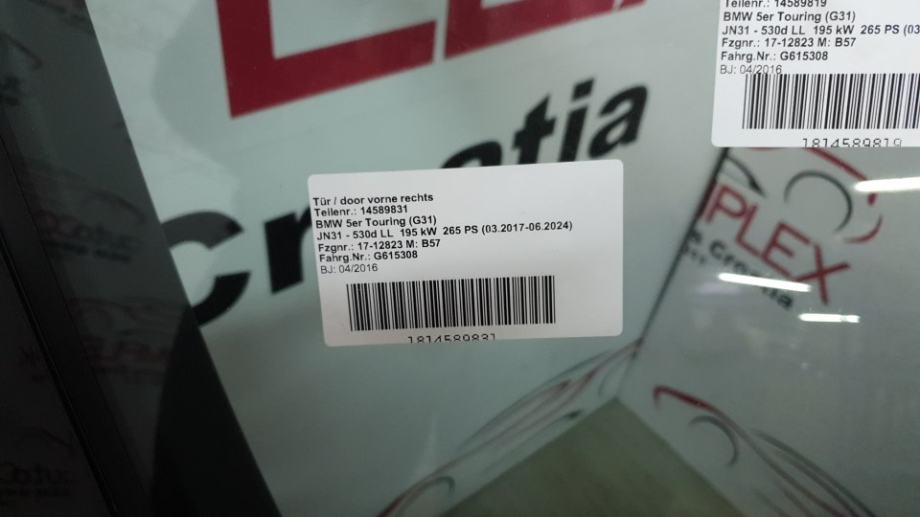 Teilenr.: 14589819
BMW 5er Touring (G31)
JN31 - 530d LL 195 kW 265 PS (03
Fzgnr.: 17-12823 M: B57
Fahrg.Nr.: G615308
BJ: 04/2016
1814589819
Tür / door vorne rechts
Teilenr.: 14589831
BMW 5er Touring (G31)
JN31 - 530d LL 195 kW 265 PS (03.2017-06.2024)
Fzgnr.: 17-12823 M: B57
Fahrg.Nr.: G615308
BJ: 04/2016
1814589831
PLEX
Croatia